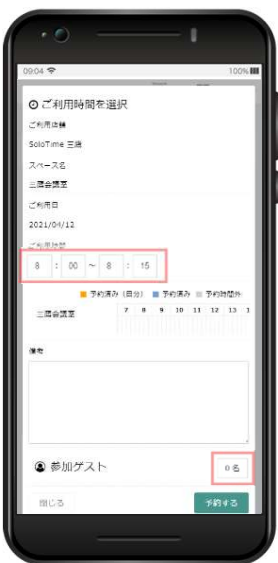 09:04 100%
ご利用時間を選択
ご利用店舗
SoloTime 三鷹
スペース名
三鷹会議室
ご利用日
2021/04/12
ご利用時間
8 : 00 ~ 8 : 15
予約済み (自分) 予約済み 予約時間外
三鷹会議室 7 8 9 10 11 12 13 1
備考
参加ゲスト 0 名
閉じる 予約する